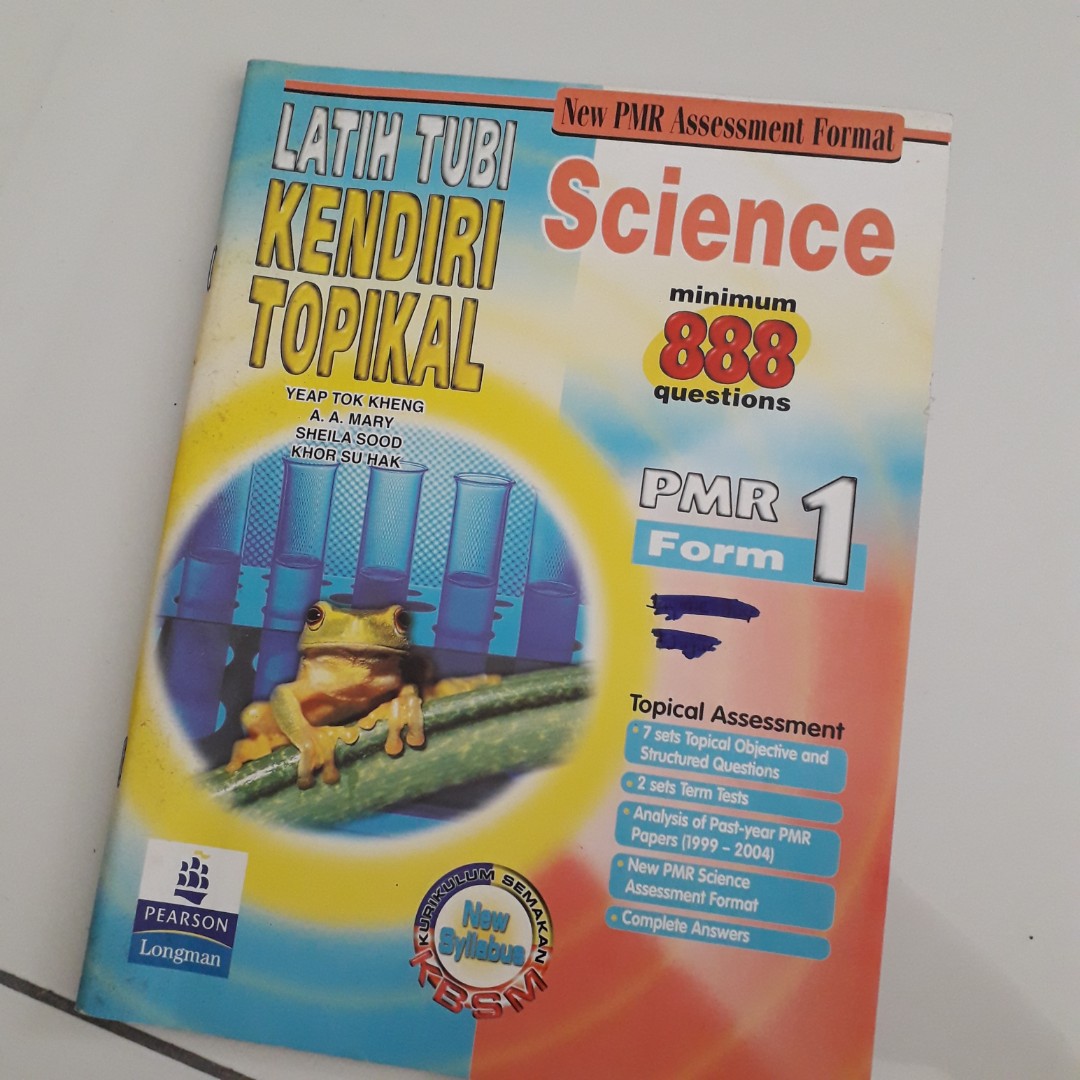 New PMR Assessment Format
LATIH TUBI
KENDIRI
TOPIKAL
YEAP TOK KHENG
A. A. MARY
SHEILA SOOD
KHOR SU HAK
Science
minimum
888
questions
PMR 1
Form
Topical Assessment
• 7 sets Topical Objective and
Structured Questions
• 2 sets Term Tests
• Analysis of Past-year PMR
Papers (1999 – 2004)
• New PMR Science
Assessment Format
• Complete Answers
PEARSON
Longman
KURIKULUM SEMAKAN
New
Syllabus
KBSM